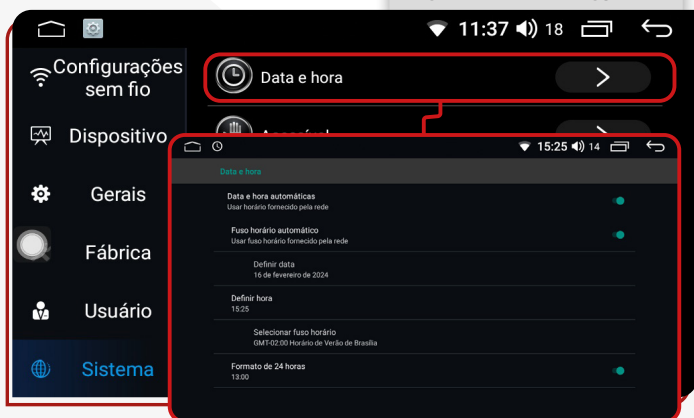 11:37 18
Configurações
sem fio
Data e hora
Dispositivo
Gerais
Fábrica
Usuário
Sistema
15:25 14
Data e hora
Data e hora automáticas
Usar horário fornecido pela rede
Fuso horário automático
Usar fuso horário fornecido pela rede
Definir data
16 de fevereiro de 2024
Definir hora
15:25
Selecionar fuso horário
GMT-02:00 Horário de Verão de Brasília
Formato de 24 horas
13:00